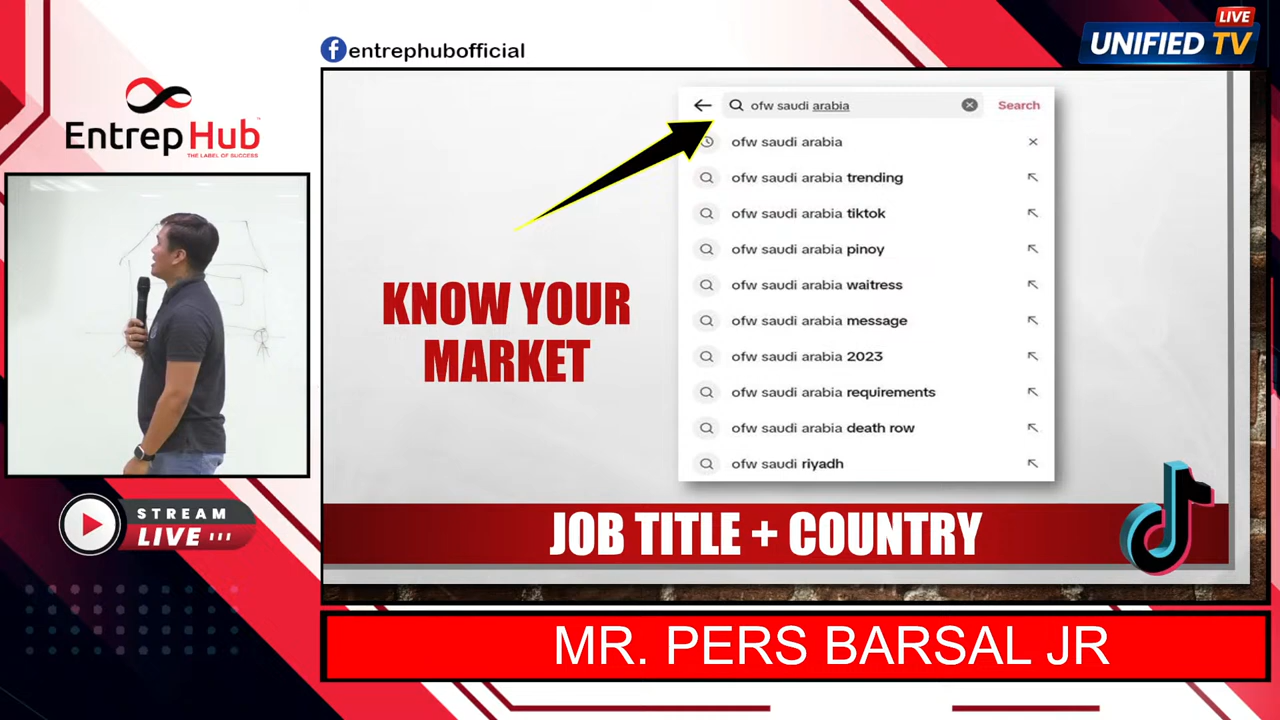 LIVE
UNIFIED TV
entrephubofficial
EntrepHub
THE LABEL OF SUCCESS
ofw saudi arabia
Search
ofw saudi arabia
ofw saudi arabia trending
ofw saudi arabia tiktok
ofw saudi arabia pinoy
ofw saudi arabia waitress
ofw saudi arabia message
ofw saudi arabia 2023
ofw saudi arabia requirements
ofw saudi arabia death row
ofw saudi riyadh
KNOW YOUR
MARKET
JOB TITLE + COUNTRY
STREAM
LIVE
MR. PERS BARSAL JR